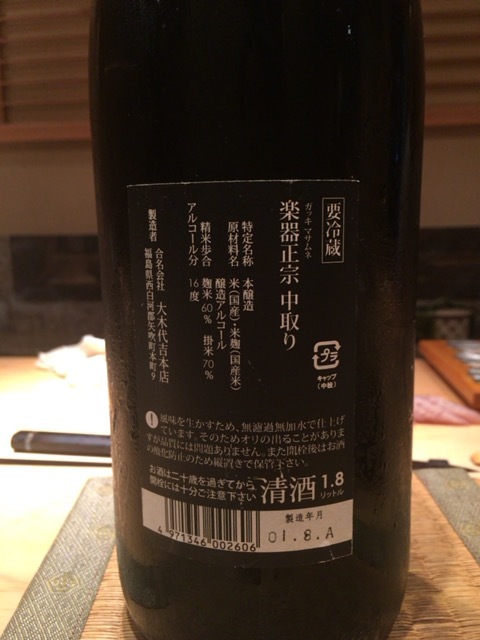 要冷蔵
ガッキマサムネ
楽器正宗 中取り
プラ
キャップ
(中栓)
特定名称 本醸造
原材料名 米(国産)・米麹(国産米)
醸造アルコール
精米歩合 麹米60% 掛米70%
アルコール分 16度
製造者 合名会社 大木代吉本店
福島県西白河郡矢吹町本町9
! 風味を生かすため、無濾過無加水で仕上げ
ています。そのためオリの出ることがありま
すが品質には問題ありません。また開栓後はお酒
の酸化防止のため縦置きで保管下さい。
お酒は二十歳を過ぎてから
開栓には十分ご注意下さい
清酒 1.8
リットル
4 971346 002606
製造年月
01.8.A